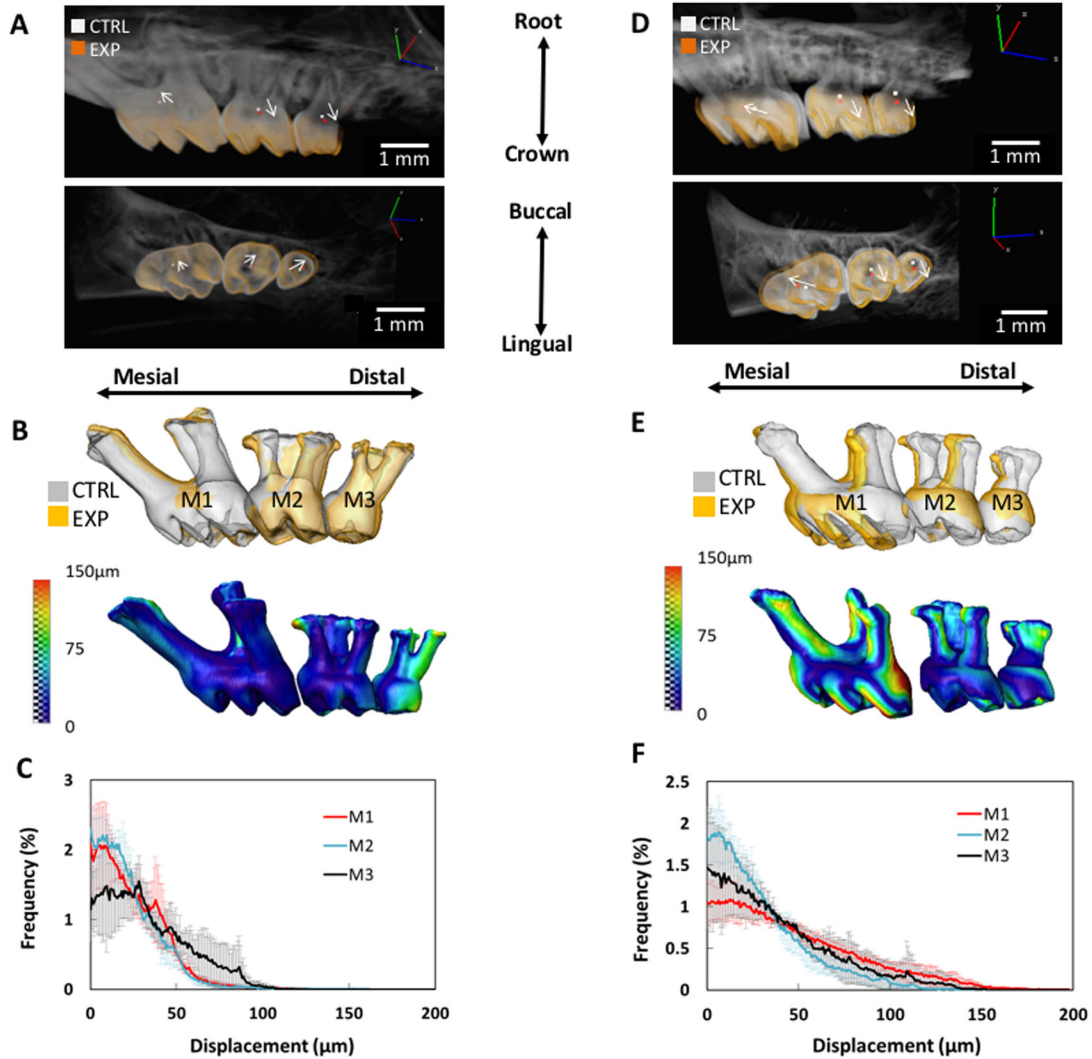 A
CTRL
EXP
1 mm
1 mm
Root
Crown
Buccal
Lingual
D
CTRL
EXP
s
1 mm
y
s
x
1 mm
Mesial
Distal
B
CTRL
EXP
M1
M2
M3
150µm
75
0
Mesial
Distal
E
CTRL
EXP
M1
M2
M3
150µm
75
0
C
Frequency (%)
3
2
1
0
M1
M2
M3
0
50
100
150
200
Displacement (µm)
F
Frequency (%)
2.5
2
1.5
1
0.5
0
M1
M2
M3
0
50
100
150
200
Displacement (µm)